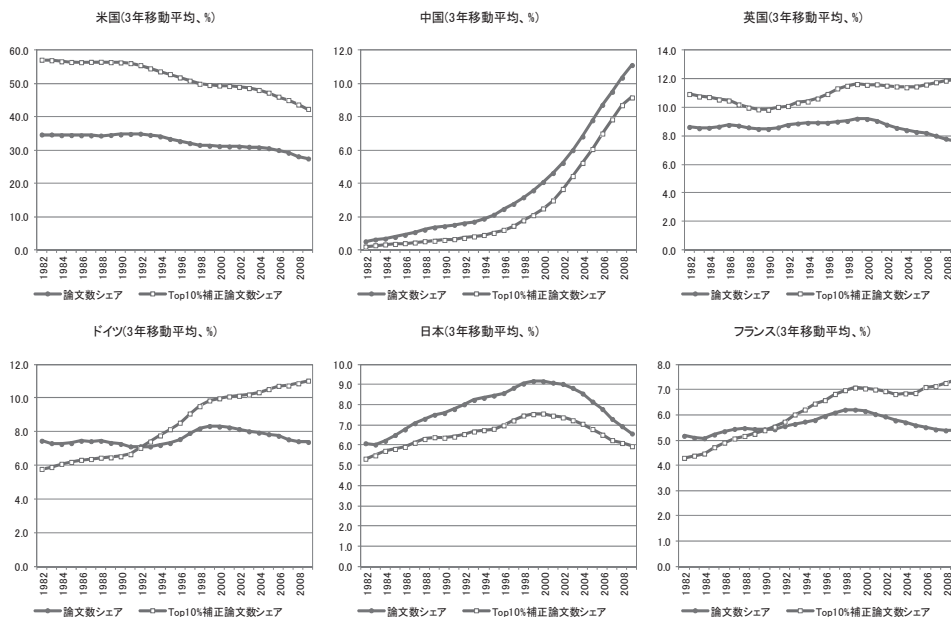 米国(3年移動平均、%)
60.0
50.0
40.0
30.0
20.0
10.0
0.0
1982 1984 1986 1988 1990 1992 1994 1996 1998 2000 2002 2004 2006 2008
論文数シェア Top10%補正論文数シェア
中国(3年移動平均、%)
12.0
10.0
8.0
6.0
4.0
2.0
0.0
1982 1984 1986 1988 1990 1992 1994 1996 1998 2000 2002 2004 2006 2008
論文数シェア Top10%補正論文数シェア
英国(3年移動平均、%)
14.0
12.0
10.0
8.0
6.0
4.0
2.0
0.0
1982 1984 1986 1988 1990 1992 1994 1996 1998 2000 2002 2004 2006 2008
論文数シェア Top10%補正論文数シェア
ドイツ(3年移動平均、%)
12.0
10.0
8.0
6.0
4.0
2.0
0.0
1982 1984 1986 1988 1990 1992 1994 1996 1998 2000 2002 2004 2006 2008
論文数シェア Top10%補正論文数シェア
日本(3年移動平均、%)
10.0
9.0
8.0
7.0
6.0
5.0
4.0
3.0
2.0
1.0
0.0
1982 1984 1986 1988 1990 1992 1994 1996 1998 2000 2002 2004 2006 2008
論文数シェア Top10%補正論文数シェア
フランス(3年移動平均、%)
8.0
7.0
6.0
5.0
4.0
3.0
2.0
1.0
0.0
1982 1984 1986 1988 1990 1992 1994 1996 1998 2000 2002 2004 2006 2008
論文数シェア Top10%補正論文数シェア